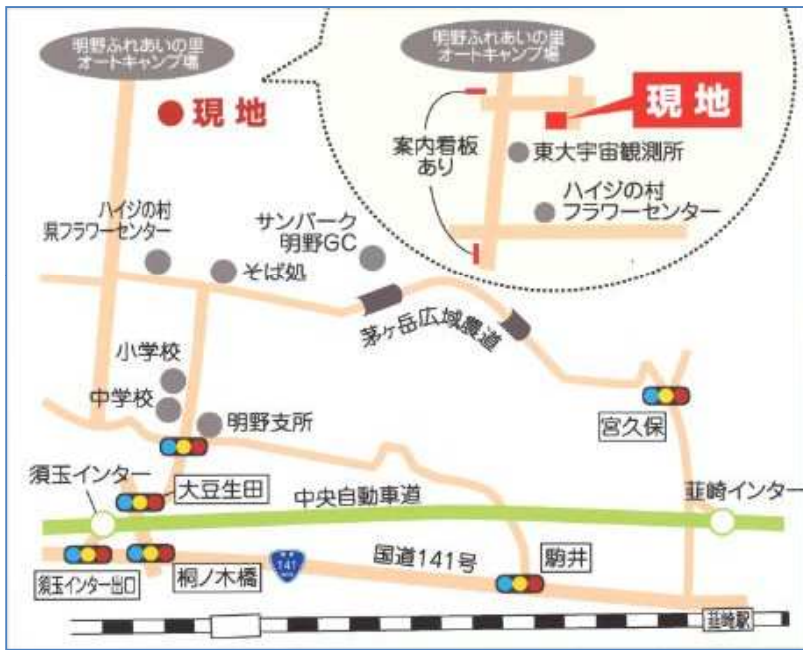 明野ふれあいの里
オートキャンプ場
現地
明野ふれあいの里
オートキャンプ場
現地
案内看板
あり
東大宇宙観測所
ハイジの村
フラワーセンター
ハイジの村
県フラワーセンター
サンパーク
明野GC
そば処
茅ヶ岳広域農道
小学校
中学校
明野支所
宮久保
須玉インター
大豆生田
中央自動車道
韮崎インター
須玉インター出口
桐ノ木橋
141
国道141号
駒井
韮崎駅